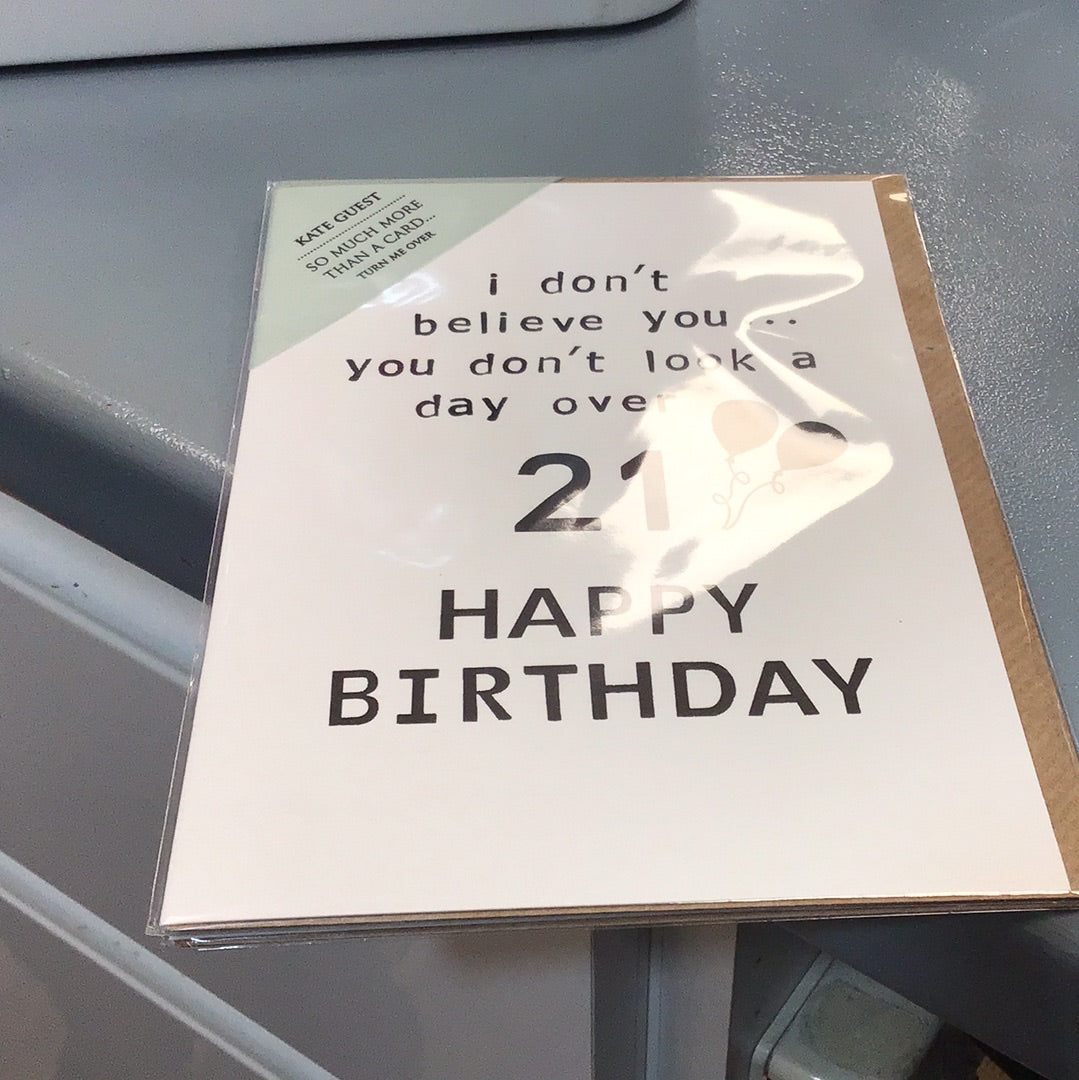 KATE GUEST
SO MUCH MORE
THAN A CARD...
TURN ME OVER
i don't
believe you...
you don't look a
day over
21
HAPPY
BIRTHDAY